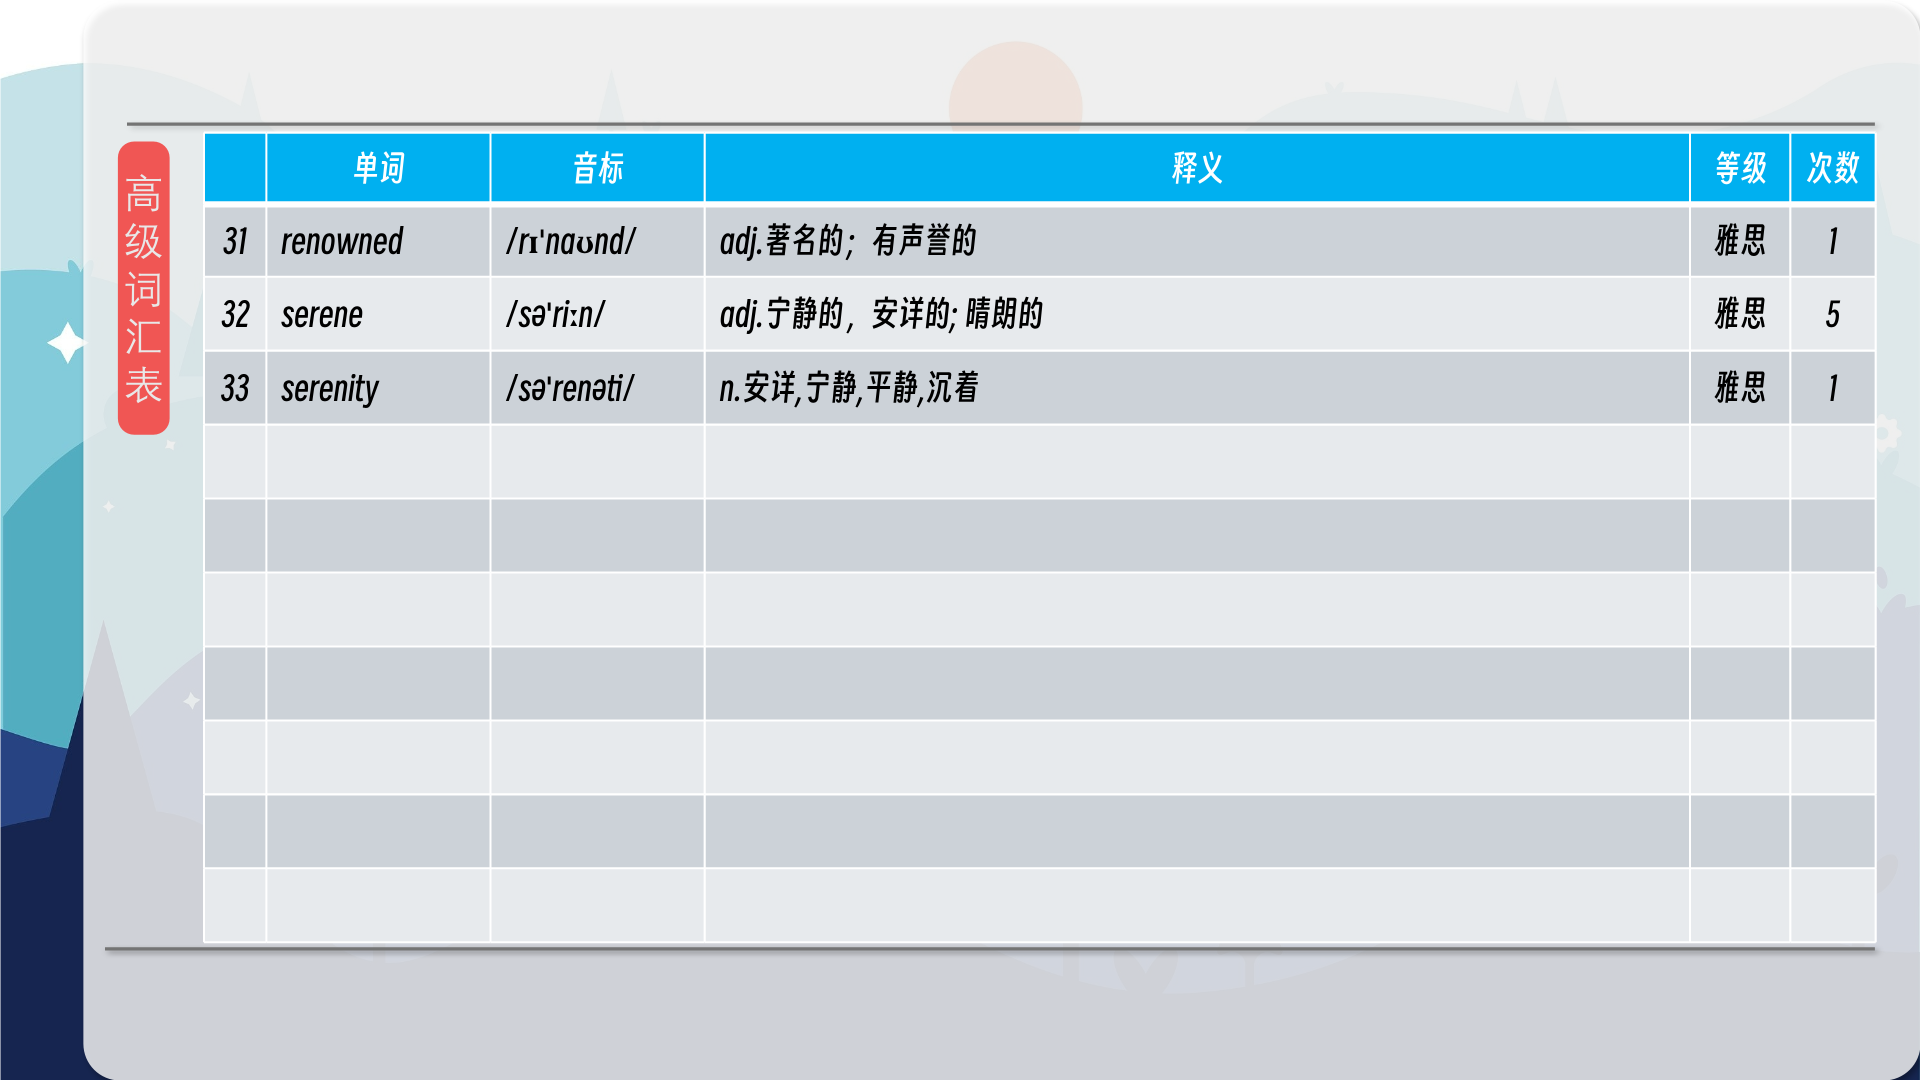 高级词汇表
单词 音标 释义 等级 次数
31 renowned /rɪ'naʊnd/ adj.著名的；有声誉的 雅思 1
32 serene /sə'riːn/ adj.宁静的，安详的; 晴朗的 雅思 5
33 serenity /sə'renəti/ n.安详,宁静,平静,沉着 雅思 1